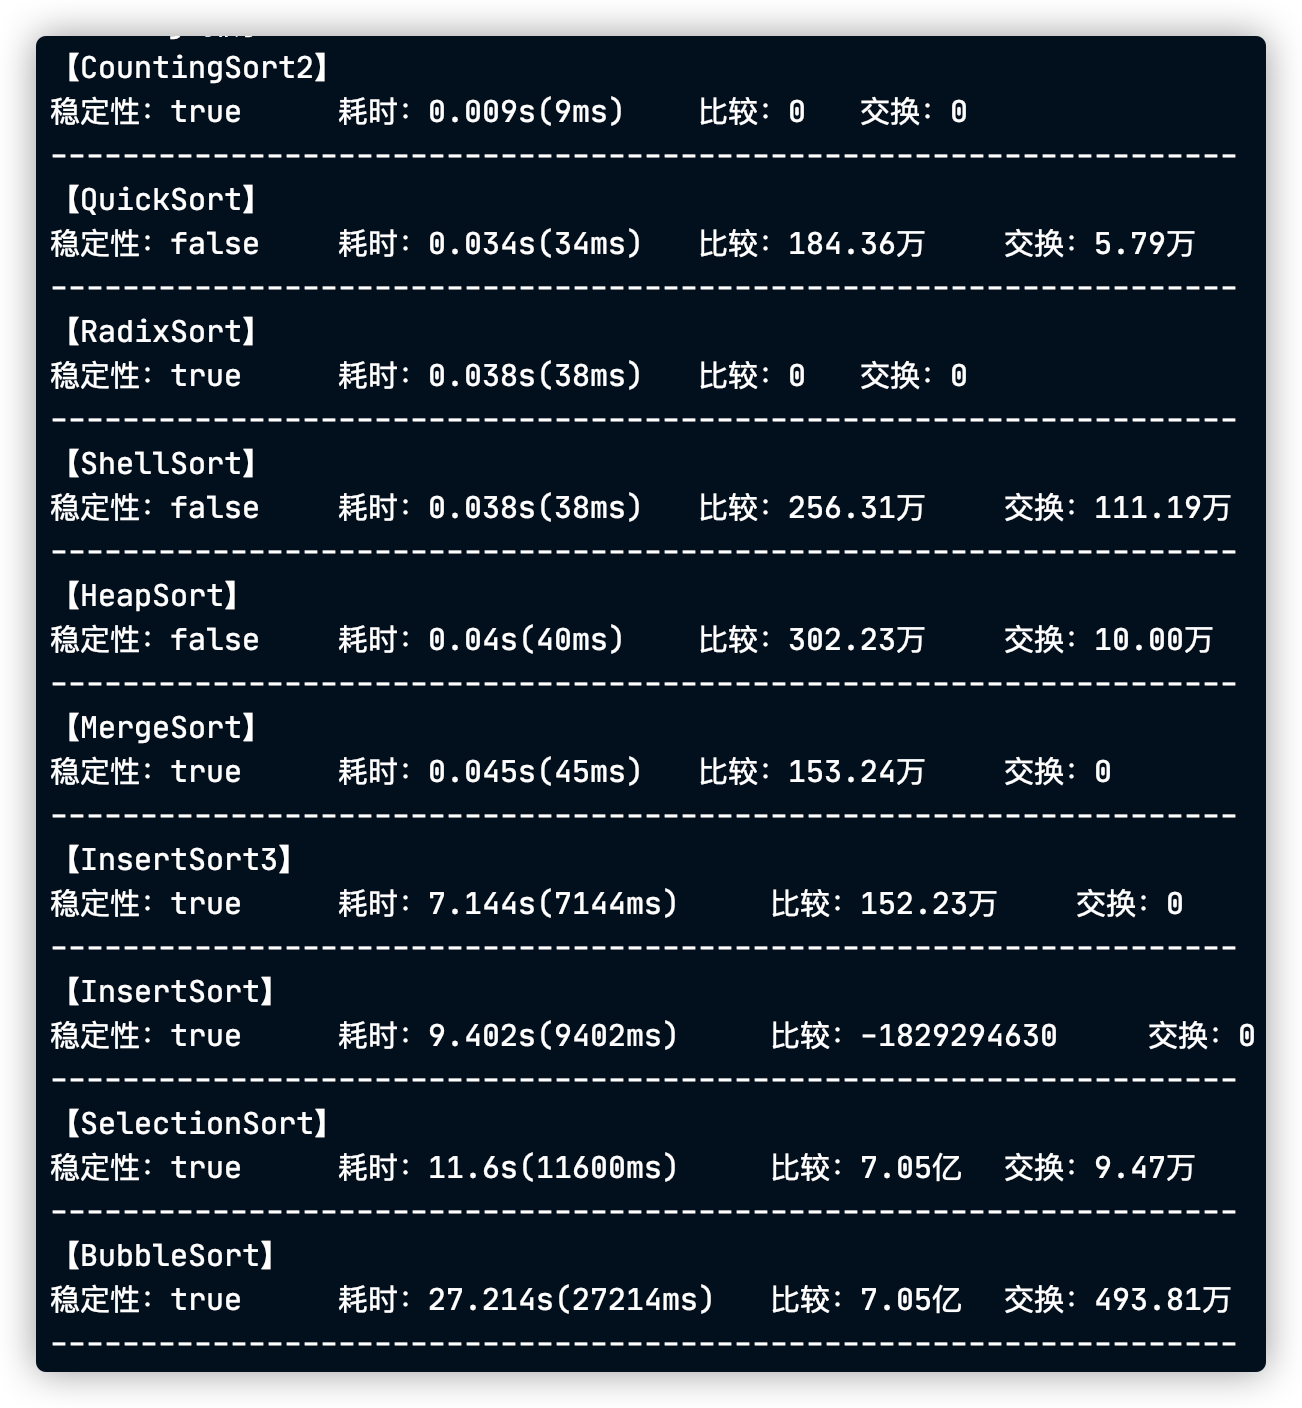 【CountingSort2】
稳定性：true 耗时：0.009s(9ms) 比较：0 交换：0
------------------------------------------------------------------
【QuickSort】
稳定性：false 耗时：0.034s(34ms) 比较：184.36万 交换：5.79万
------------------------------------------------------------------
【RadixSort】
稳定性：true 耗时：0.038s(38ms) 比较：0 交换：0
------------------------------------------------------------------
【ShellSort】
稳定性：false 耗时：0.038s(38ms) 比较：256.31万 交换：111.19万
------------------------------------------------------------------
【HeapSort】
稳定性：false 耗时：0.04s(40ms) 比较：302.23万 交换：10.00万
------------------------------------------------------------------
【MergeSort】
稳定性：true 耗时：0.045s(45ms) 比较：153.24万 交换：0
------------------------------------------------------------------
【InsertSort3】
稳定性：true 耗时：7.144s(7144ms) 比较：152.23万 交换：0
------------------------------------------------------------------
【InsertSort】
稳定性：true 耗时：9.402s(9402ms) 比较：-1829294630 交换：0
------------------------------------------------------------------
【SelectionSort】
稳定性：true 耗时：11.6s(11600ms) 比较：7.05亿 交换：9.47万
------------------------------------------------------------------
【BubbleSort】
稳定性：true 耗时：27.214s(27214ms) 比较：7.05亿 交换：493.81万
------------------------------------------------------------------